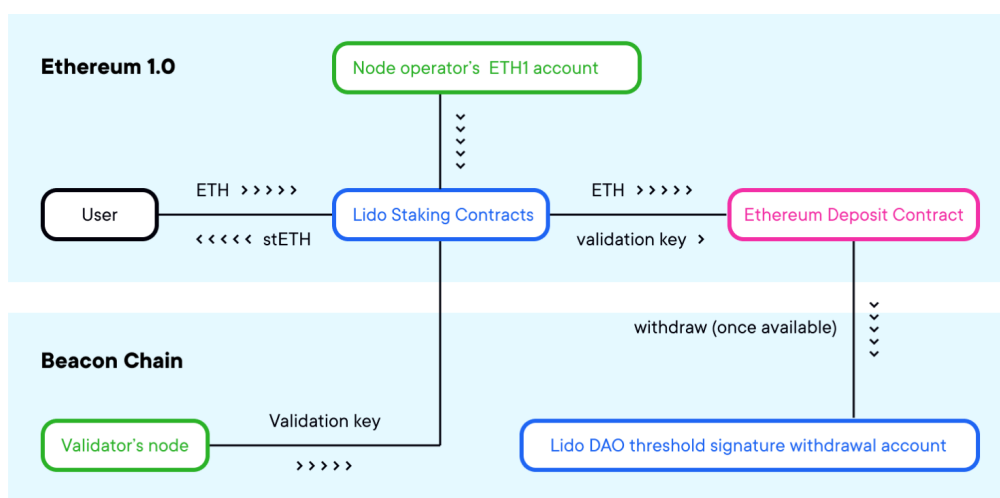 Ethereum 1.0
Node operator's ETH1 account
ETH >>>>>
ETH >>>>>
User
Lido Staking Contracts
Ethereum Deposit Contract
<<<<< stETH
validation key >
withdraw (once available)
Beacon Chain
Validation key
Validator's node
>>>>>
Lido DAO threshold signature withdrawal account